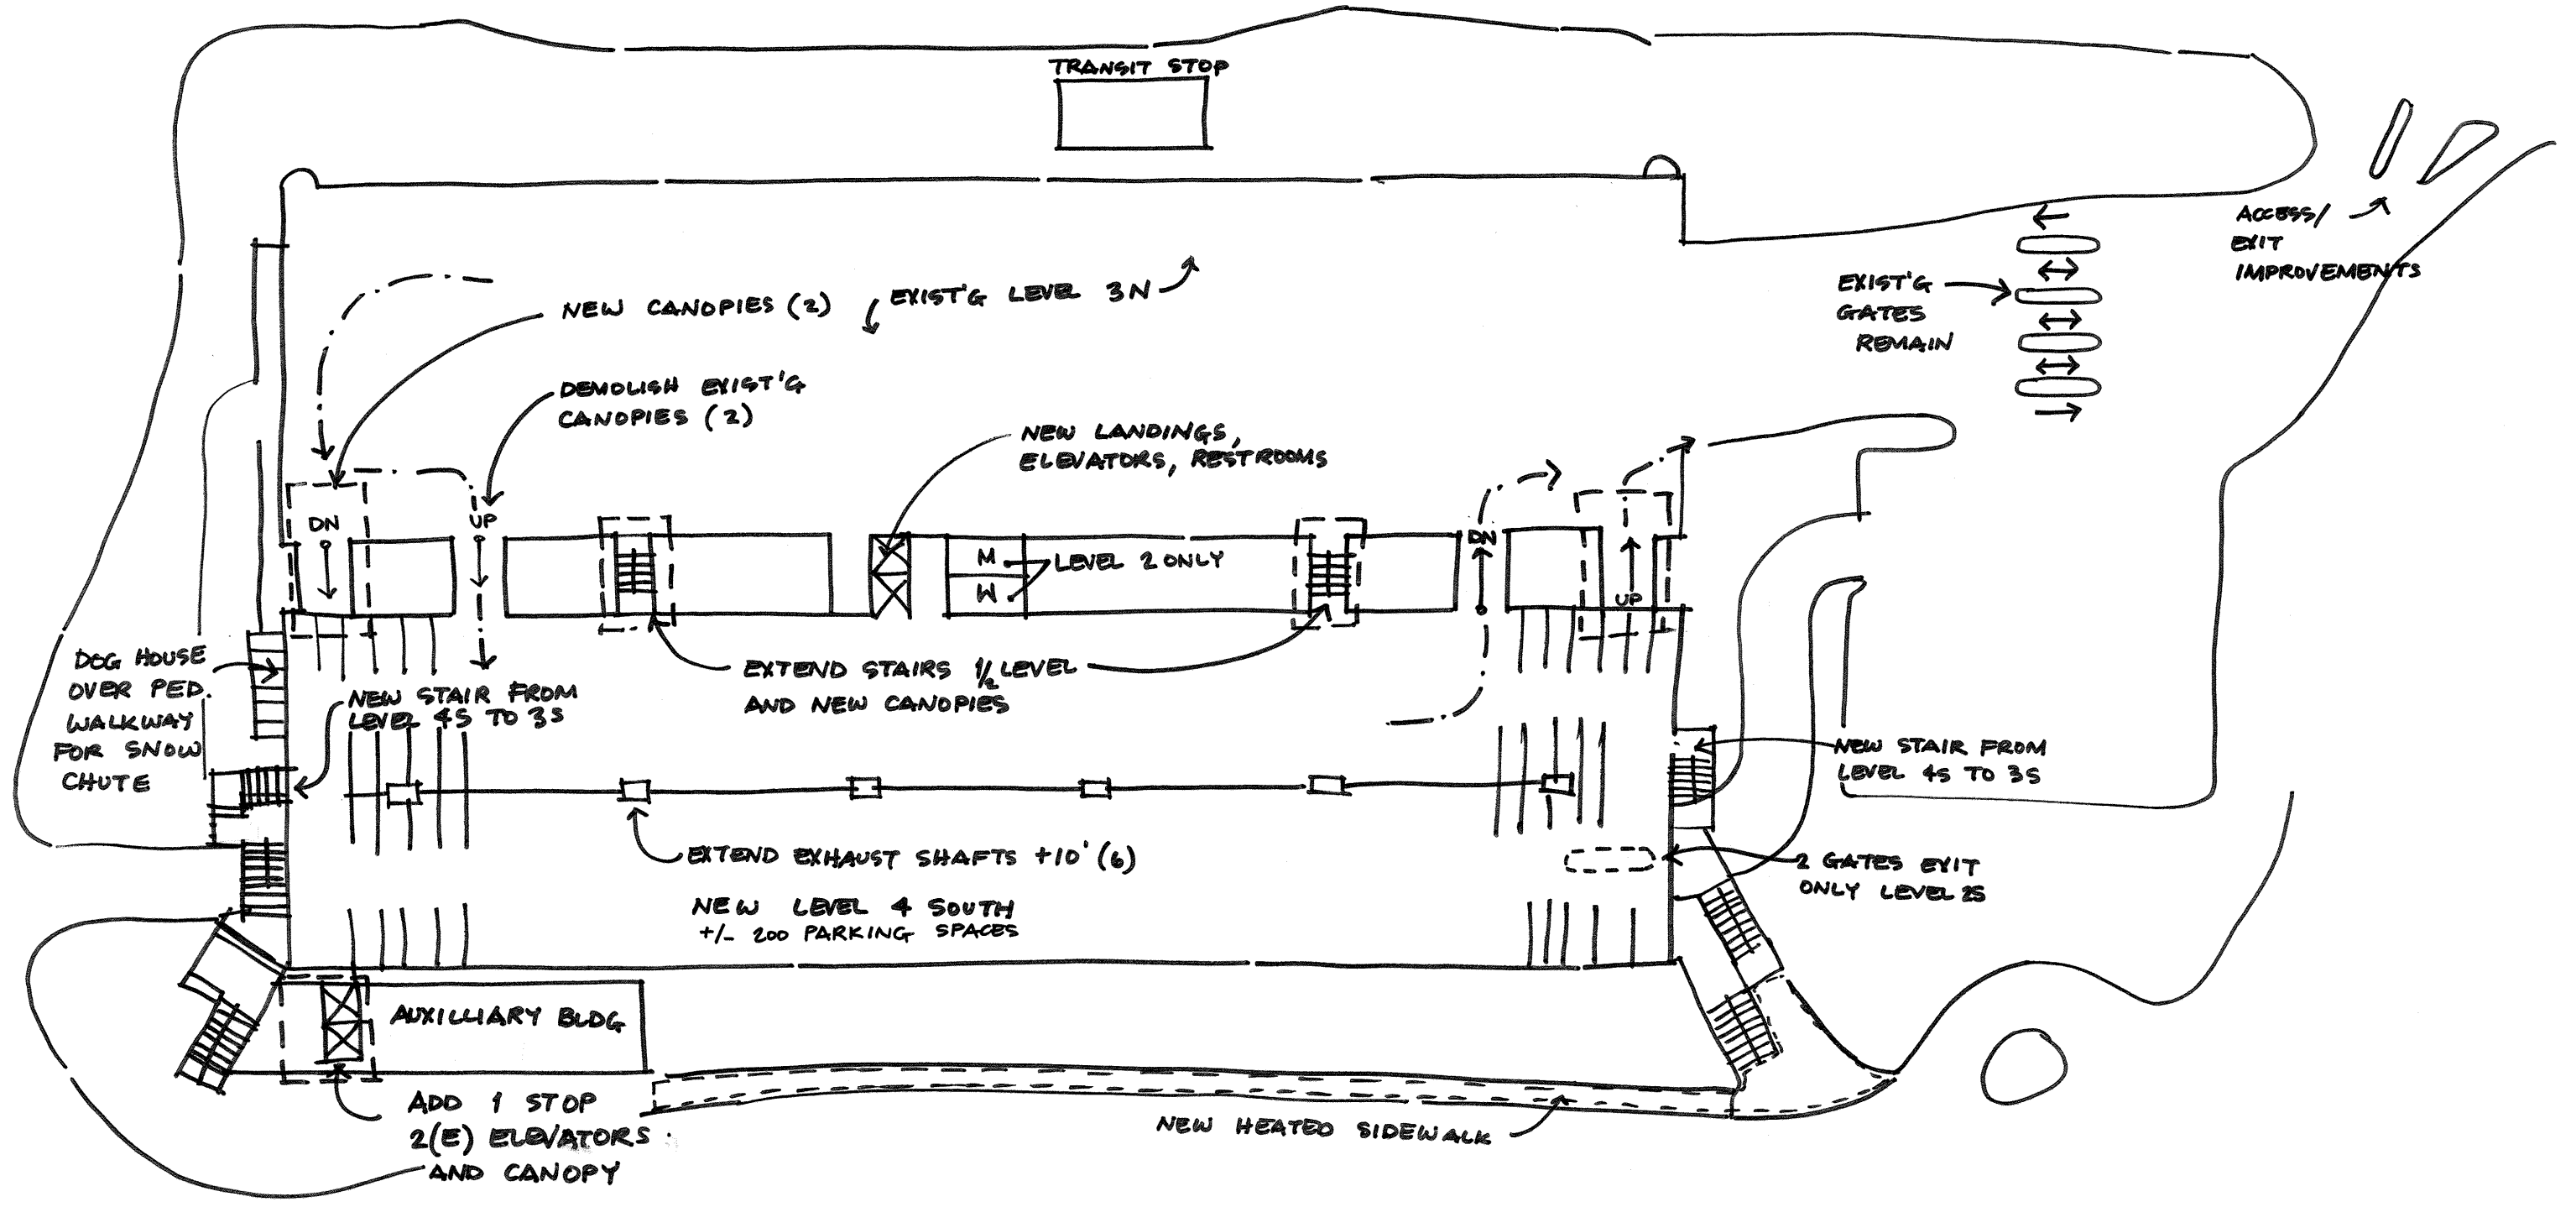 TRANSIT STOP
ACCESS/
EXIT
IMPROVEMENTS
EXIST'G
GATES
REMAIN
NEW CANOPIES (2)
EXIST'G LEVEL 3N
DEMOLISH EXIST'G
CANOPIES (2)
NEW LANDINGS,
ELEVATORS, RESTROOMS
DN
UP
M
W
LEVEL 2 ONLY
DN
UP
DOG HOUSE
OVER PED.
WALKWAY
FOR SNOW
CHUTE
NEW STAIR FROM
LEVEL 4S TO 3S
EXTEND STAIRS 1/2 LEVEL
AND NEW CANOPIES
NEW STAIR FROM
LEVEL 4S TO 3S
EXTEND EXHAUST SHAFTS +10' (6)
2 GATES EXIT
ONLY LEVEL 2S
NEW LEVEL 4 SOUTH
+/- 200 PARKING SPACES
AUXILLIARY BLDG
ADD 1 STOP
2(E) ELEVATORS
AND CANOPY
NEW HEATED SIDEWALK